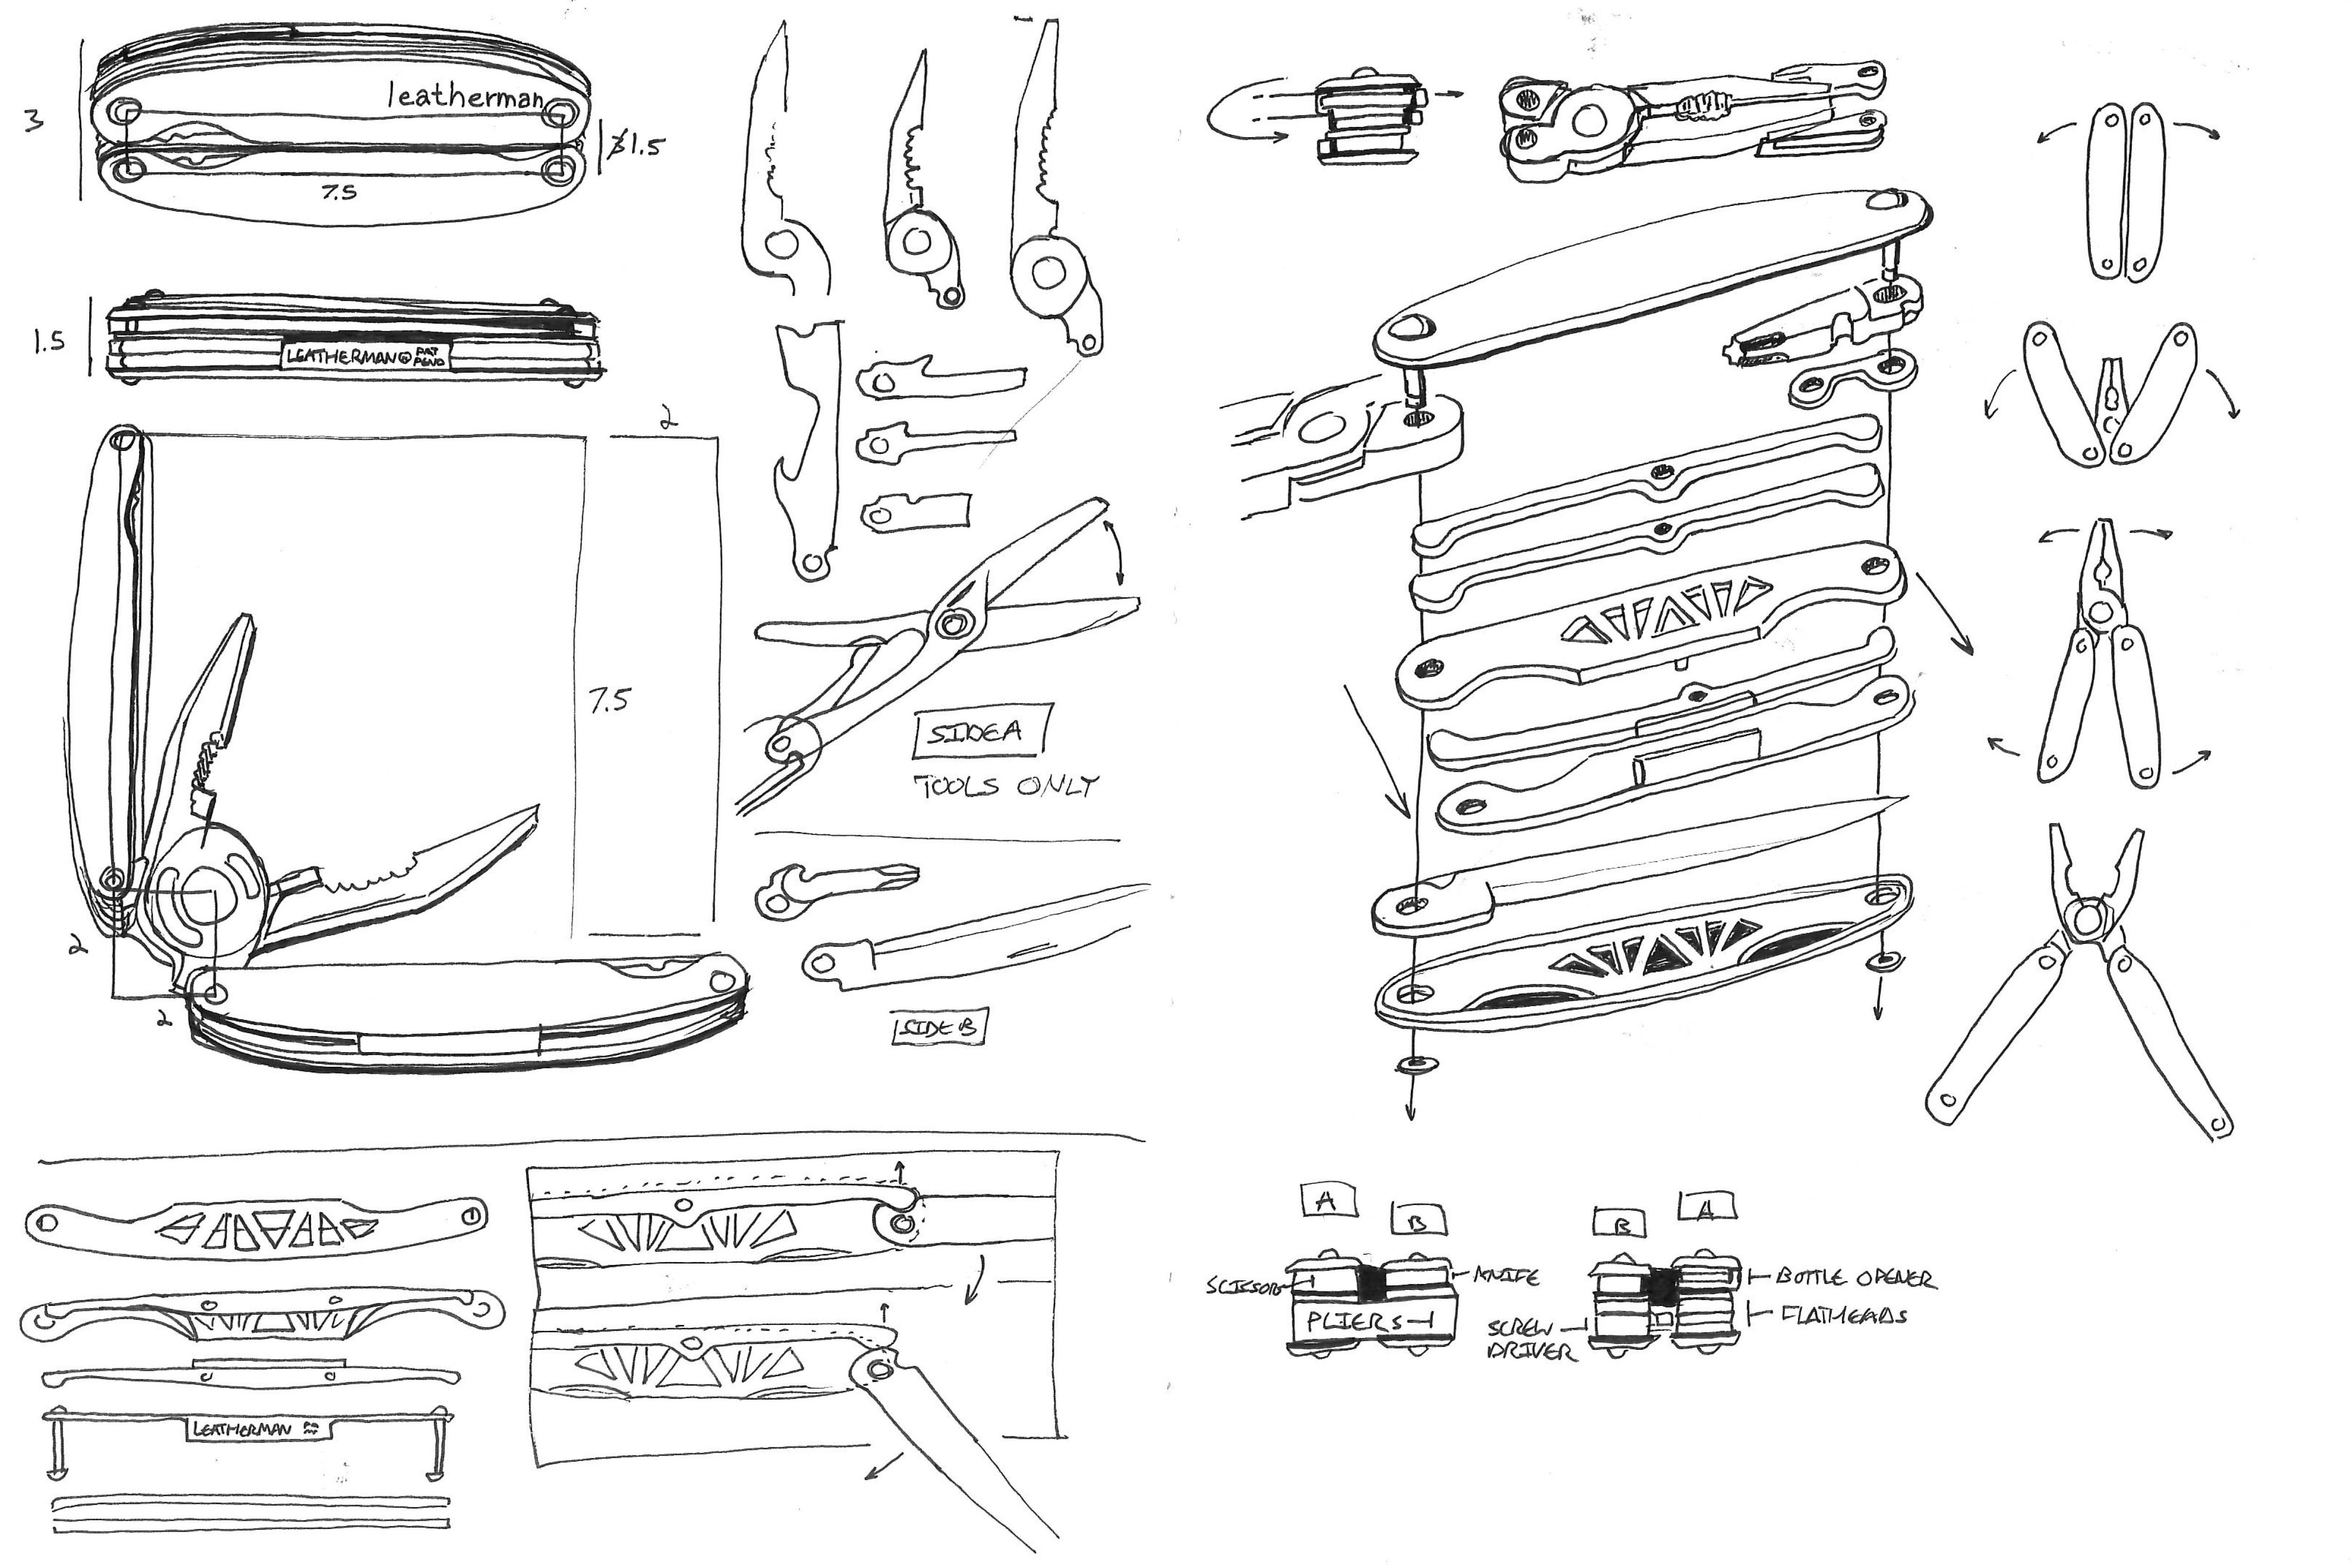 leatherman
3
1.5
7.5
1.5
LEATHERMAN® PAT
PEND
2
7.5
2
2
SIDE A
TOOLS ONLY
SIDE B
LEATHERMAN
A
B
SCISSORS
KNIFE
PLIERS
B
A
BOTTLE OPENER
FLATHEADS
SCREW
DRIVER